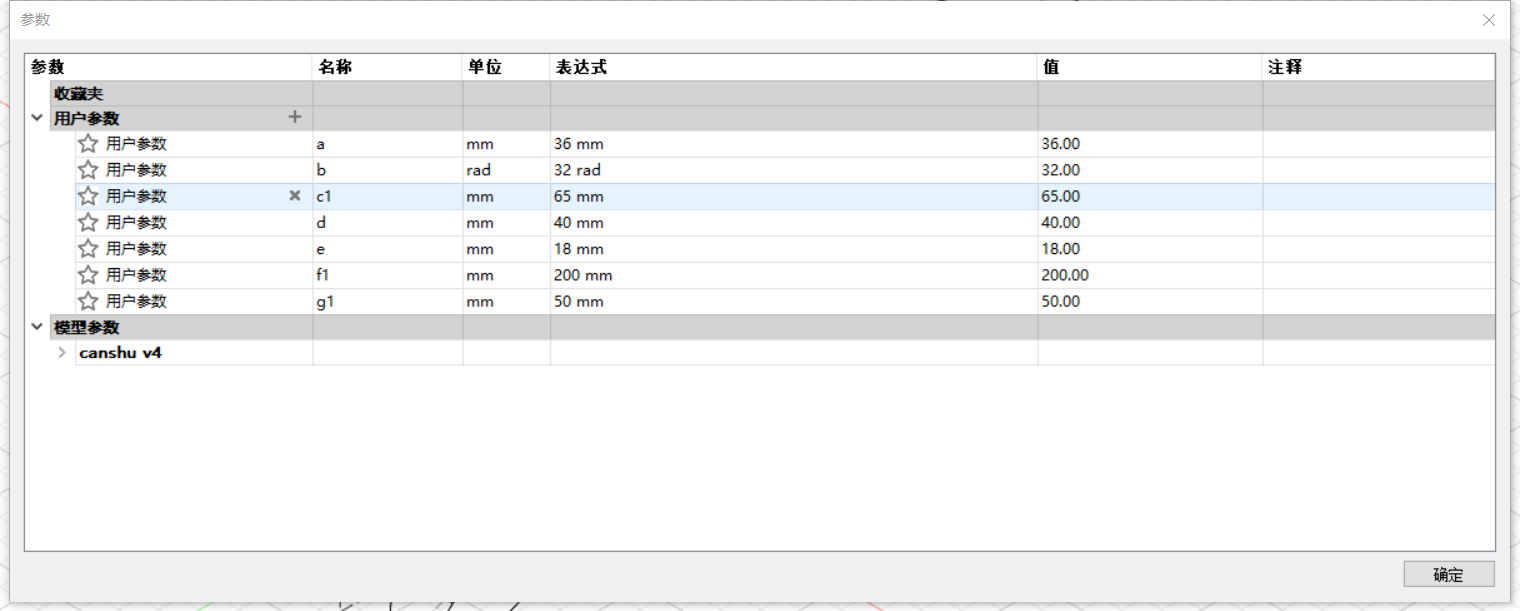 参数
参数 名称 单位 表达式 值 注释
收藏夹
用户参数 +
用户参数 a mm 36 mm 36.00
用户参数 b rad 32 rad 32.00
用户参数 c1 mm 65 mm 65.00
用户参数 d mm 40 mm 40.00
用户参数 e mm 18 mm 18.00
用户参数 f1 mm 200 mm 200.00
用户参数 g1 mm 50 mm 50.00
模型参数
canshu v4
确定